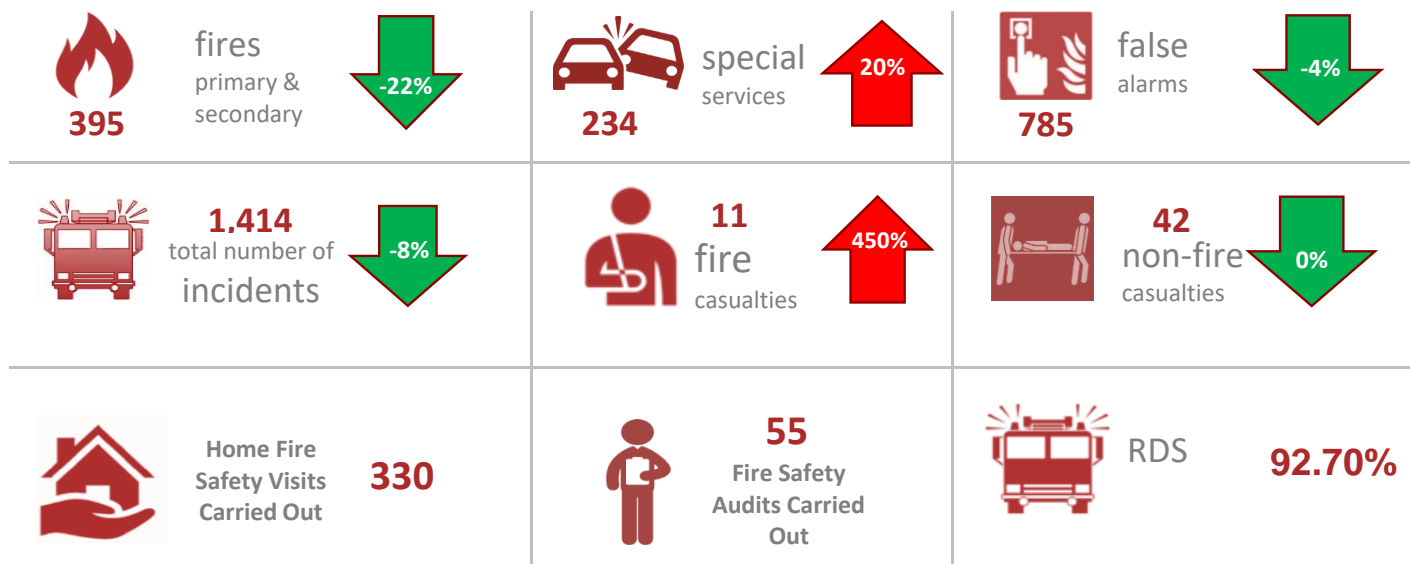 fires
primary &
secondary
395
-22%
special
services
234
20%
false
alarms
785
-4%
1,414
total number of
incidents
-8%
11
fire
casualties
450%
42
non-fire
casualties
0%
Home Fire
Safety Visits
Carried Out
330
55
Fire Safety
Audits Carried
Out
RDS
92.70%